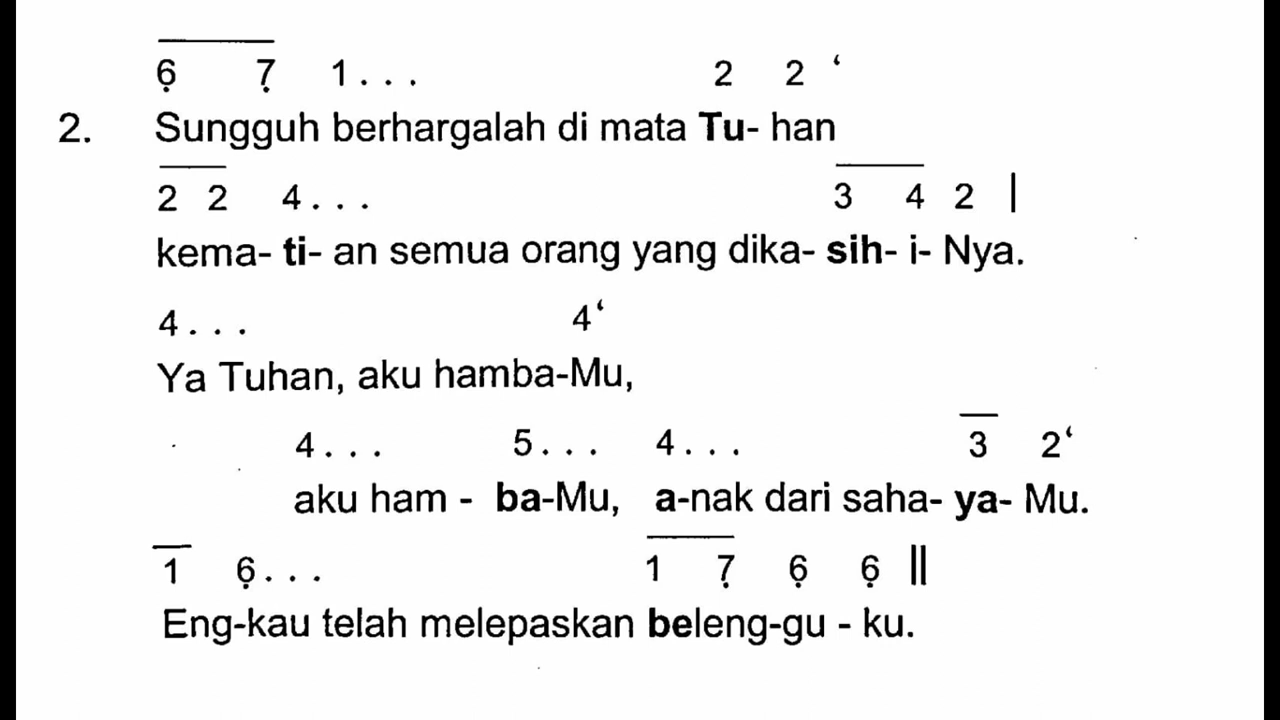 6̣ 7̣ 1 . . . 2 2 ‘
2. Sungguh berhargalah di mata Tu- han
2 2 4 . . . 3 4 2 |
kema- ti- an semua orang yang dika- sih- i- Nya.
4 . . . 4‘
Ya Tuhan, aku hamba-Mu,
4 . . . 5 . . . 4 . . . 3 2‘
aku ham - ba-Mu, a-nak dari saha- ya- Mu.
1 6̣ . . . 1 7̣ 6̣ 6̣ ||
Eng-kau telah melepaskan beleng-gu - ku.